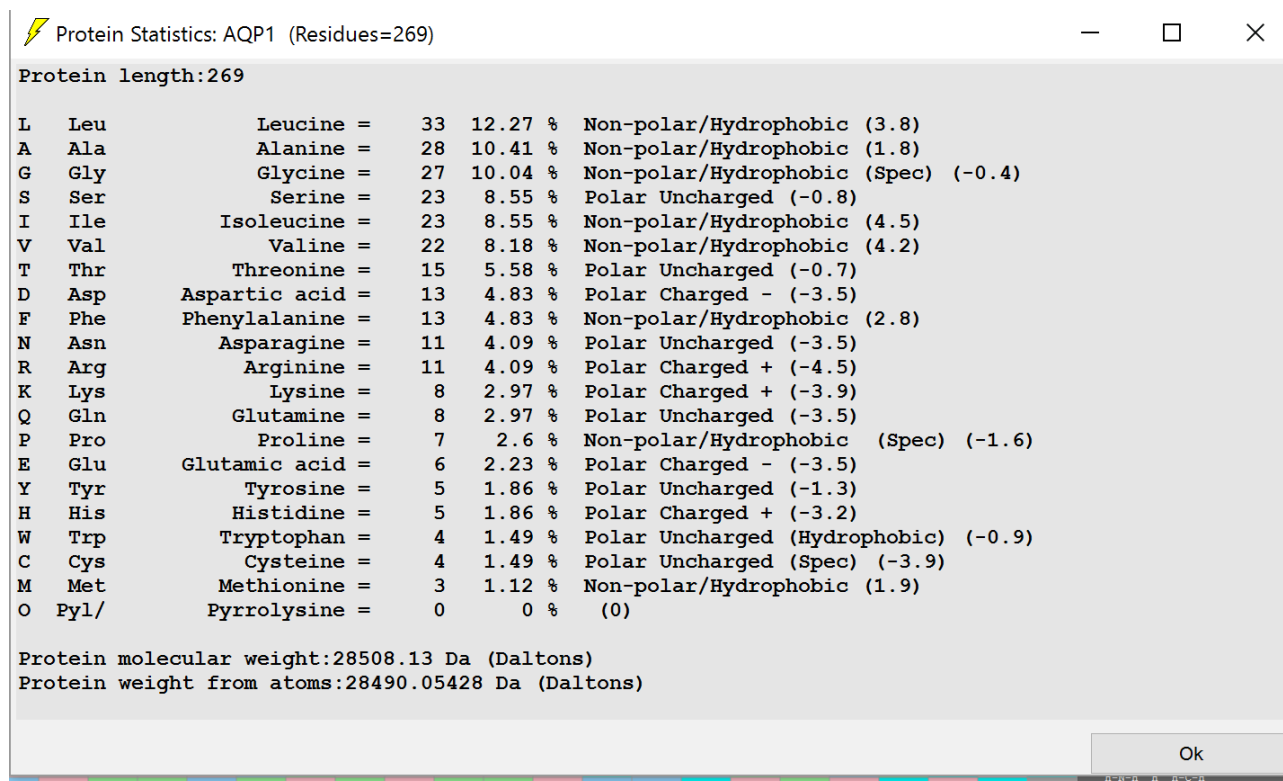 Protein Statistics: AQP1 (Residues=269)
Protein length:269
L Leu Leucine = 33 12.27 % Non-polar/Hydrophobic (3.8)
A Ala Alanine = 28 10.41 % Non-polar/Hydrophobic (1.8)
G Gly Glycine = 27 10.04 % Non-polar/Hydrophobic (Spec) (-0.4)
S Ser Serine = 23 8.55 % Polar Uncharged (-0.8)
I Ile Isoleucine = 23 8.55 % Non-polar/Hydrophobic (4.5)
V Val Valine = 22 8.18 % Non-polar/Hydrophobic (4.2)
T Thr Threonine = 15 5.58 % Polar Uncharged (-0.7)
D Asp Aspartic acid = 13 4.83 % Polar Charged - (-3.5)
F Phe Phenylalanine = 13 4.83 % Non-polar/Hydrophobic (2.8)
N Asn Asparagine = 11 4.09 % Polar Uncharged (-3.5)
R Arg Arginine = 11 4.09 % Polar Charged + (-4.5)
K Lys Lysine = 8 2.97 % Polar Charged + (-3.9)
Q Gln Glutamine = 8 2.97 % Polar Uncharged (-3.5)
P Pro Proline = 7 2.6 % Non-polar/Hydrophobic (Spec) (-1.6)
E Glu Glutamic acid = 6 2.23 % Polar Charged - (-3.5)
Y Tyr Tyrosine = 5 1.86 % Polar Uncharged (-1.3)
H His Histidine = 5 1.86 % Polar Charged + (-3.2)
W Trp Tryptophan = 4 1.49 % Polar Uncharged (Hydrophobic) (-0.9)
C Cys Cysteine = 4 1.49 % Polar Uncharged (Spec) (-3.9)
M Met Methionine = 3 1.12 % Non-polar/Hydrophobic (1.9)
O Pyl/ Pyrrolysine = 0 0 % (0)
Protein molecular weight:28508.13 Da (Daltons)
Protein weight from atoms:28490.05428 Da (Daltons)
Ok